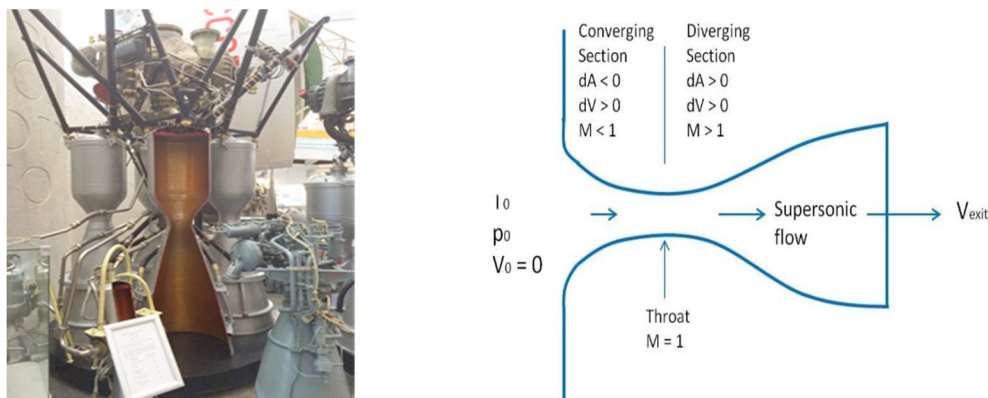 Converging
Section
dA < 0
dV > 0
M < 1
Diverging
Section
dA > 0
dV > 0
M > 1
I₀
p₀
V₀ = 0
Supersonic
flow
Vexit
Throat
M = 1